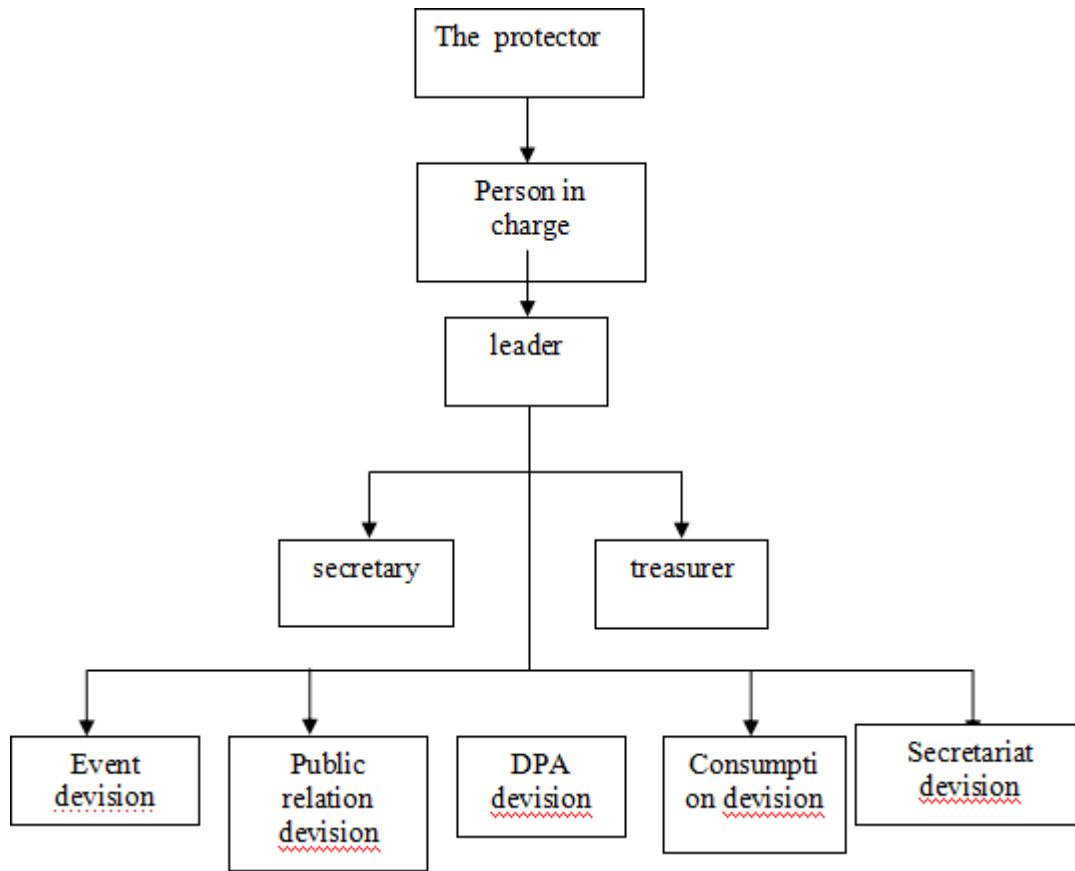 The protector
Person in
charge
leader
secretary
treasurer
Event
devision
Public
relation
devision
DPA
devision
Consumpti
on devision
Secretariat
devision